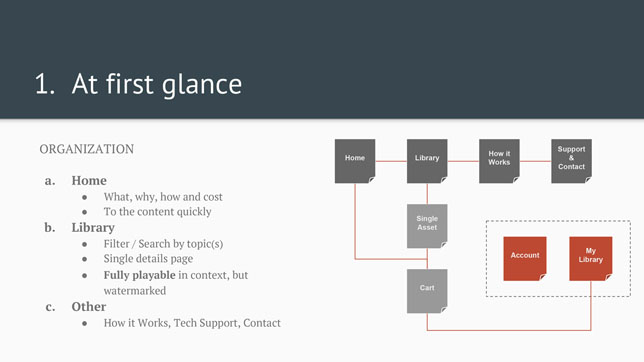 1. At first glance
ORGANIZATION
a. Home
● What, why, how and cost
● To the content quickly
b. Library
● Filter / Search by topic(s)
● Single details page
● Fully playable in context, but
watermarked
c. Other
● How it Works, Tech Support, Contact
Home
Library
How it
Works
Support
&
Contact
Single
Asset
Account
My
Library
Cart